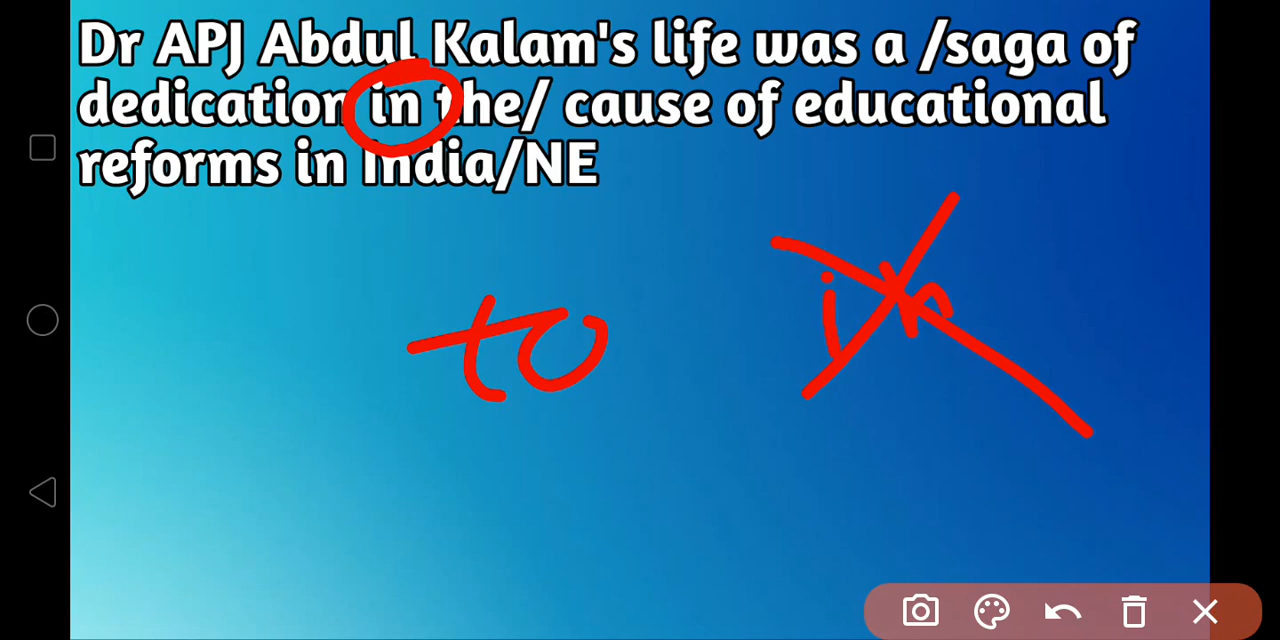 Dr APJ Abdul Kalam's life was a /saga of
dedication in the/ cause of educational
reforms in India/NE
to in